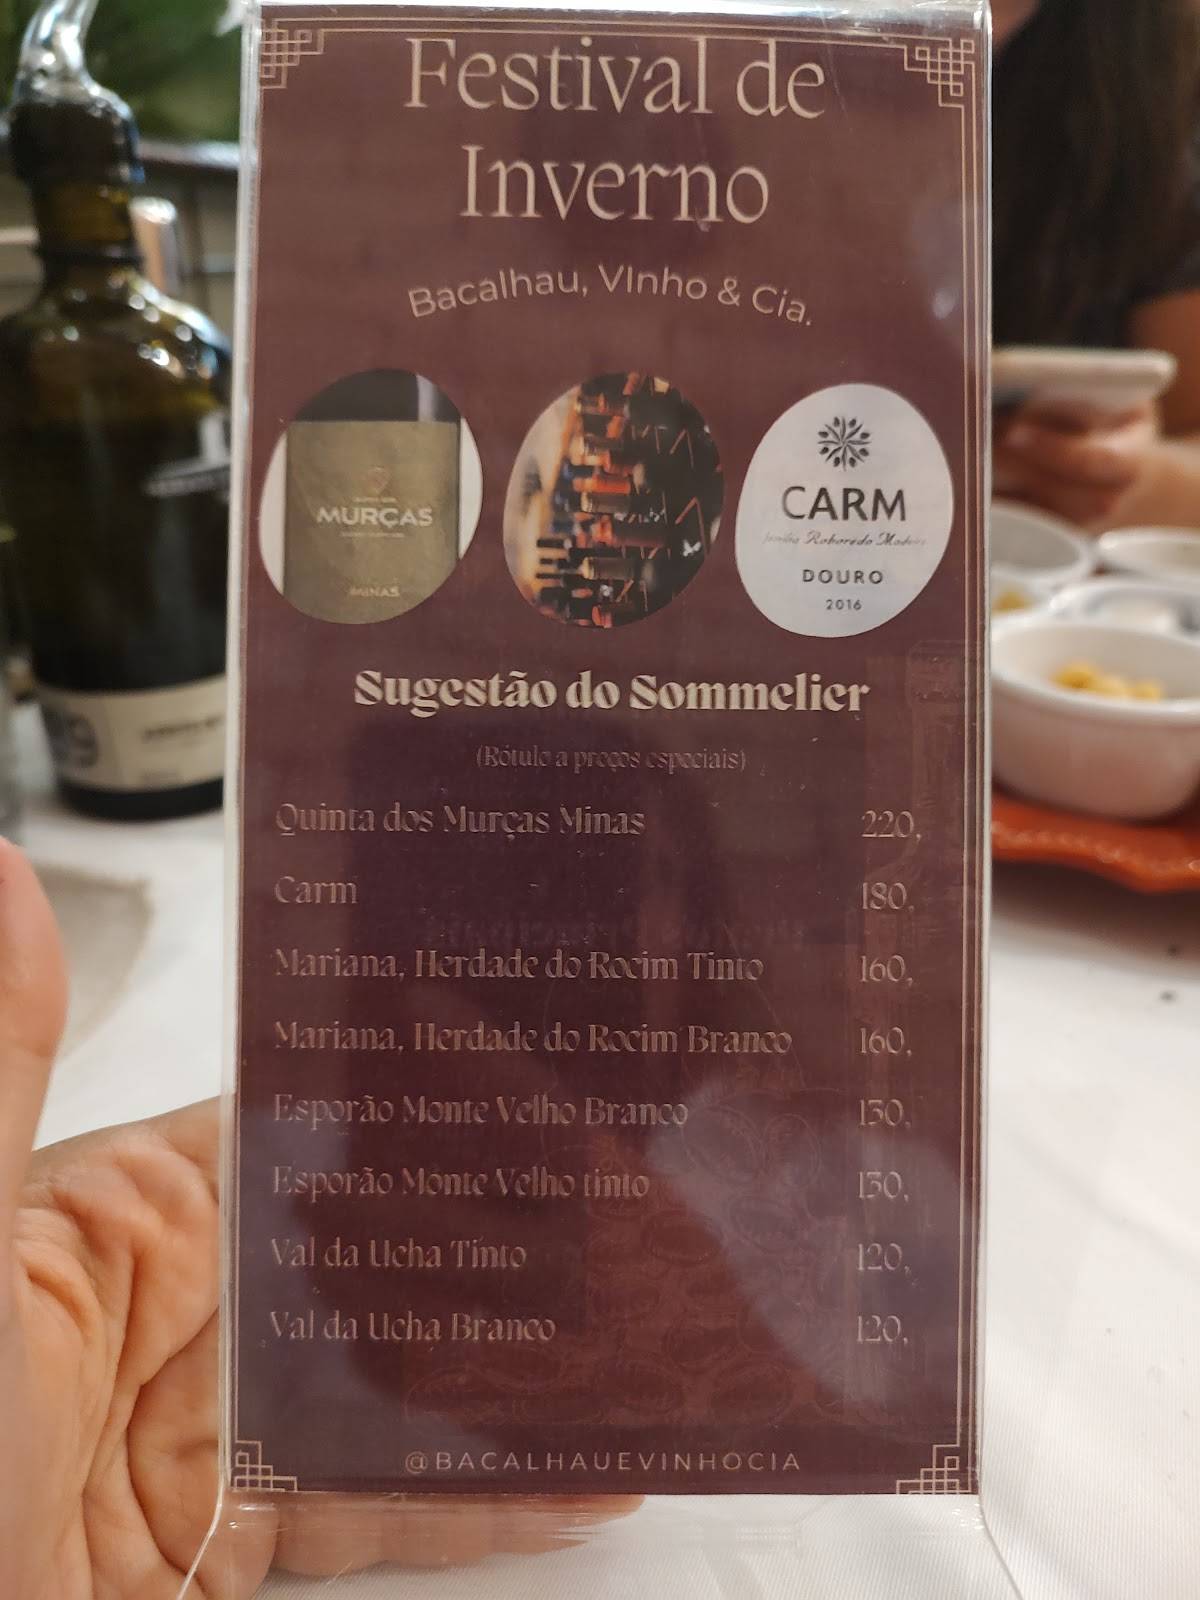 Festival de
Inverno
Bacalhau, VInho & Cia.
MURÇAS
MINAS
CARM
família Roboredo Madeira
DOURO
2016
Sugestão do Sommelier
(Rótulo a preços especiais)
Quinta dos Murças Minas 220,
Carm 180,
Mariana, Herdade do Rocim Tinto 160,
Mariana, Herdade do Rocim Branco 160,
Esporão Monte Velho Branco 130,
Esporão Monte Velho tinto 130,
Val da Ucha Tinto 120,
Val da Ucha Branco 120,
@BACALHAUEVINHOCIA